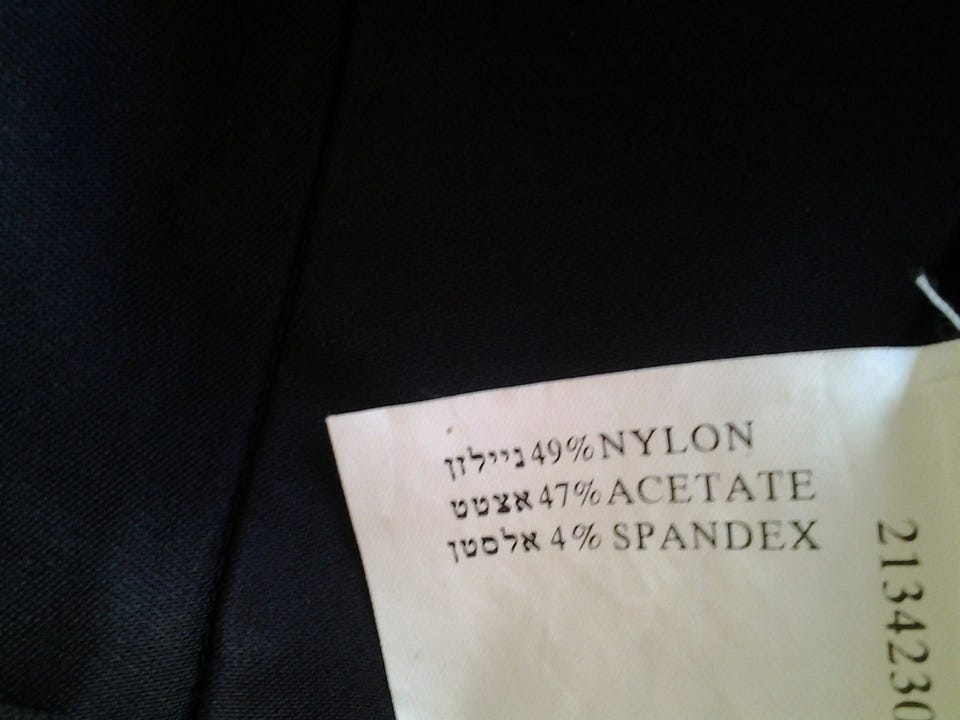 ניילון 49% NYLON
אצטט 47% ACETATE
אלסטן 4% SPANDEX
2134230